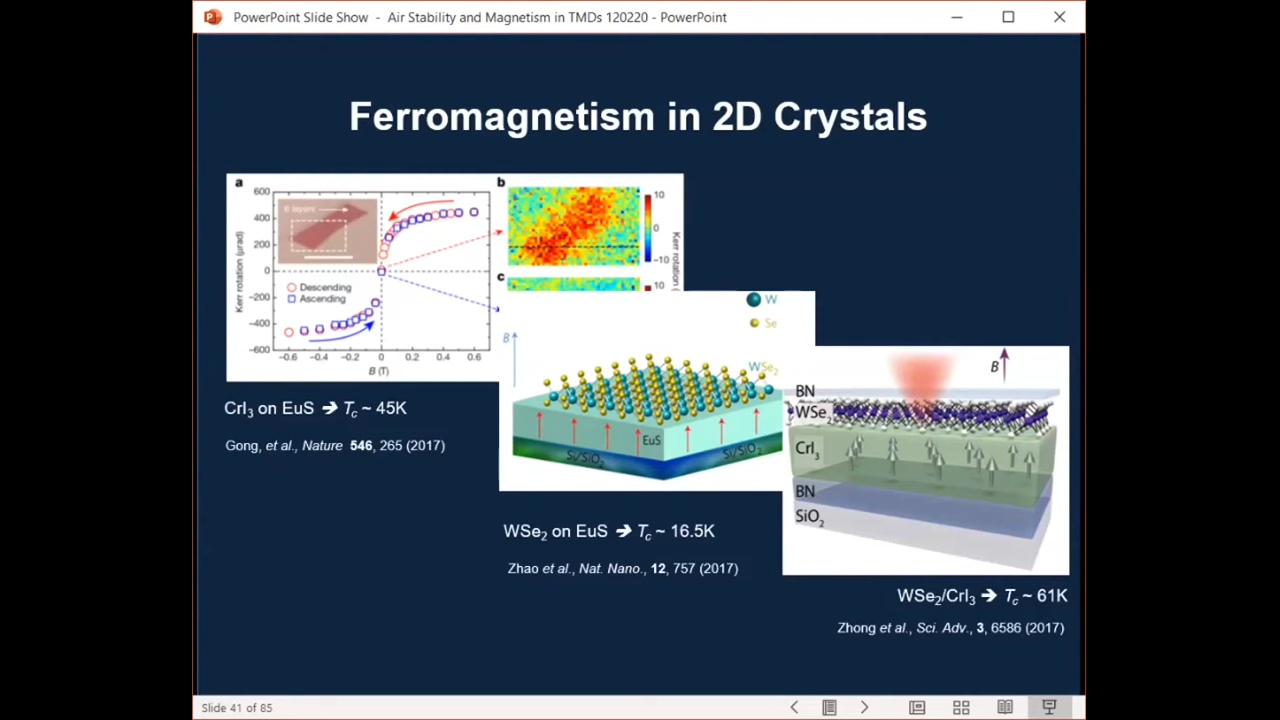 PowerPoint Slide Show - Air Stability and Magnetism in TMDs 120220 - PowerPoint
Ferromagnetism in 2D Crystals
a
600
400
200
0
−200
−400
−600
Kerr rotation (μrad)
6 layers
Descending
Ascending
−0.6 −0.4 −0.2 0 0.2 0.4 0.6
B (T)
b
10
0
−10
Kerr rotation (
c
10
CrI₃ on EuS ➔ Tc ~ 45K
Gong, et al., Nature 546, 265 (2017)
W
Se
B
WSe₂
EuS
Si/SiO₂
Si/SiO₂
WSe₂ on EuS ➔ Tc ~ 16.5K
Zhao et al., Nat. Nano., 12, 757 (2017)
B
BN
WSe₂
CrI₃
BN
SiO₂
WSe₂/CrI₃ ➔ Tc ~ 61K
Zhong et al., Sci. Adv., 3, 6586 (2017)
Slide 41 of 85